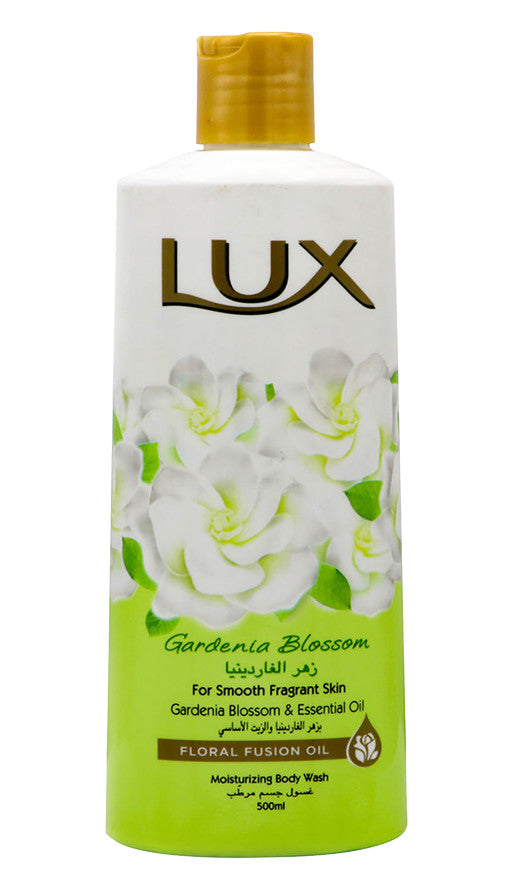 LUX
Gardenia Blossom
زهر الغاردينيا
For Smooth Fragrant Skin
Gardenia Blossom & Essential Oil
بزهر الغاردينيا والزيت الأساسي
FLORAL FUSION OIL
Moisturizing Body Wash
غسول جسم مرطّب
500ml